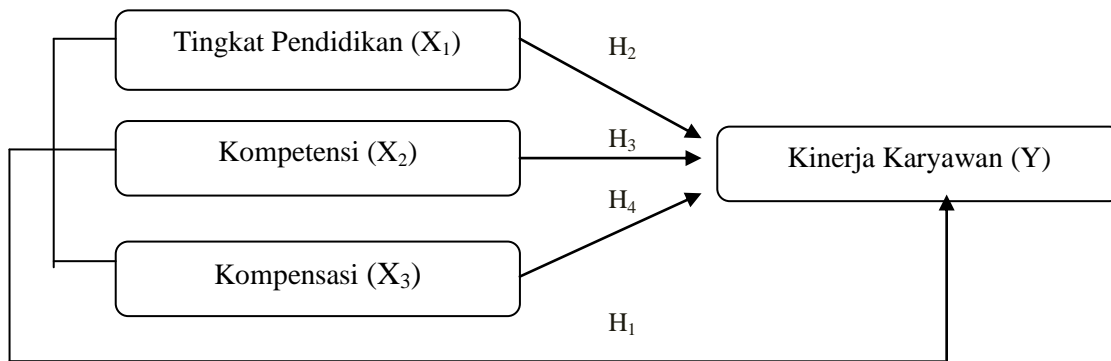 Tingkat Pendidikan (X₁)
H₂
Kompetensi (X₂)
H₃
Kinerja Karyawan (Y)
H₄
Kompensasi (X₃)
H₁